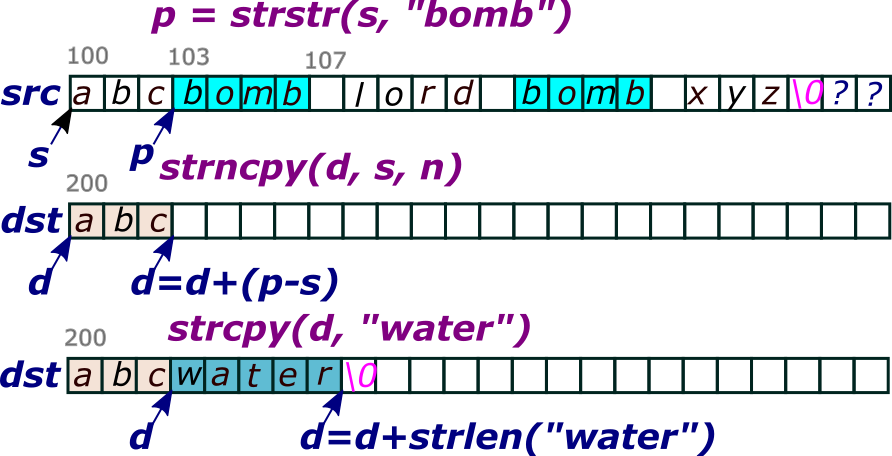 p = strstr(s, "bomb")
100 103 107
src a b c b o m b l o r d b o m b x y z \0 ? ?
s p
strncpy(d, s, n)
200
dst a b c
d d=d+(p-s)
strcpy(d, "water")
200
dst a b c w a t e r \0
d d=d+strlen("water")